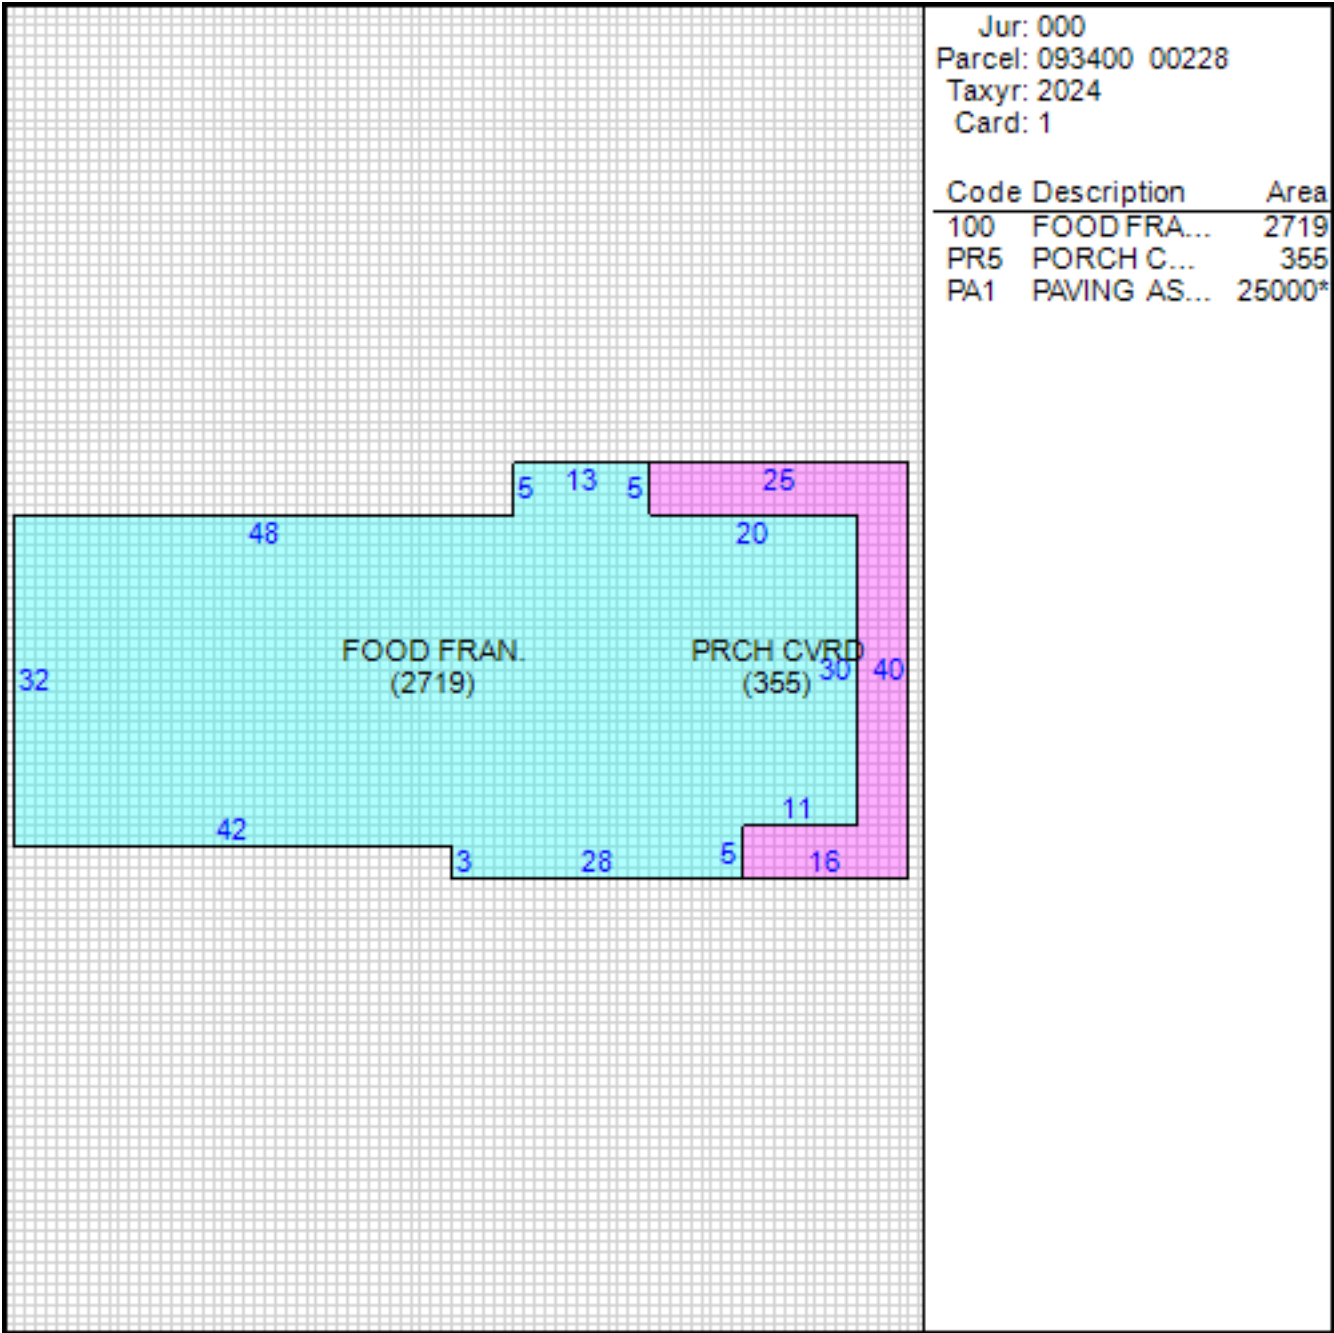 Jur: 000
Parcel: 093400 00228
Taxyr: 2024
Card: 1
Code Description Area
100 FOOD FRA... 2719
PR5 PORCH C... 355
PA1 PAVING AS... 25000*
5 13 5 25
48 20
FOOD FRAN.
(2719)
PRCH CVRD
(355)
32 30 40
42 11
3 28 5 16